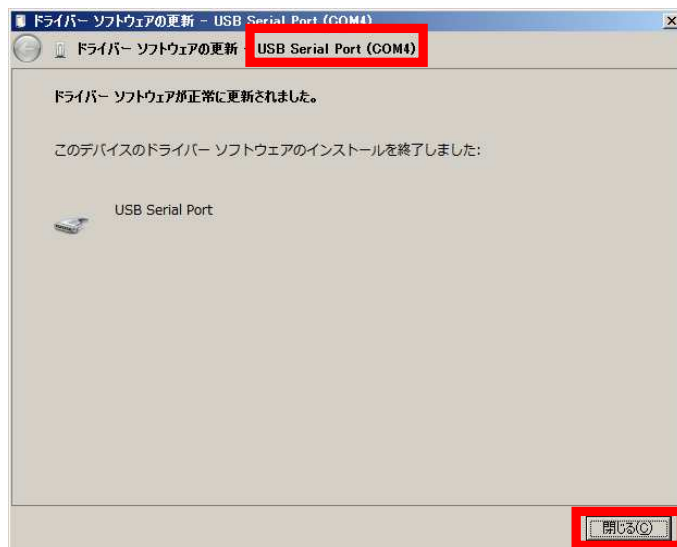 ドライバー ソフトウェアの更新 - USB Serial Port (COM4)
ドライバー ソフトウェアの更新 - USB Serial Port (COM4)
ドライバー ソフトウェアが正常に更新されました。
このデバイスのドライバー ソフトウェアのインストールを終了しました:
USB Serial Port
閉じる(C)